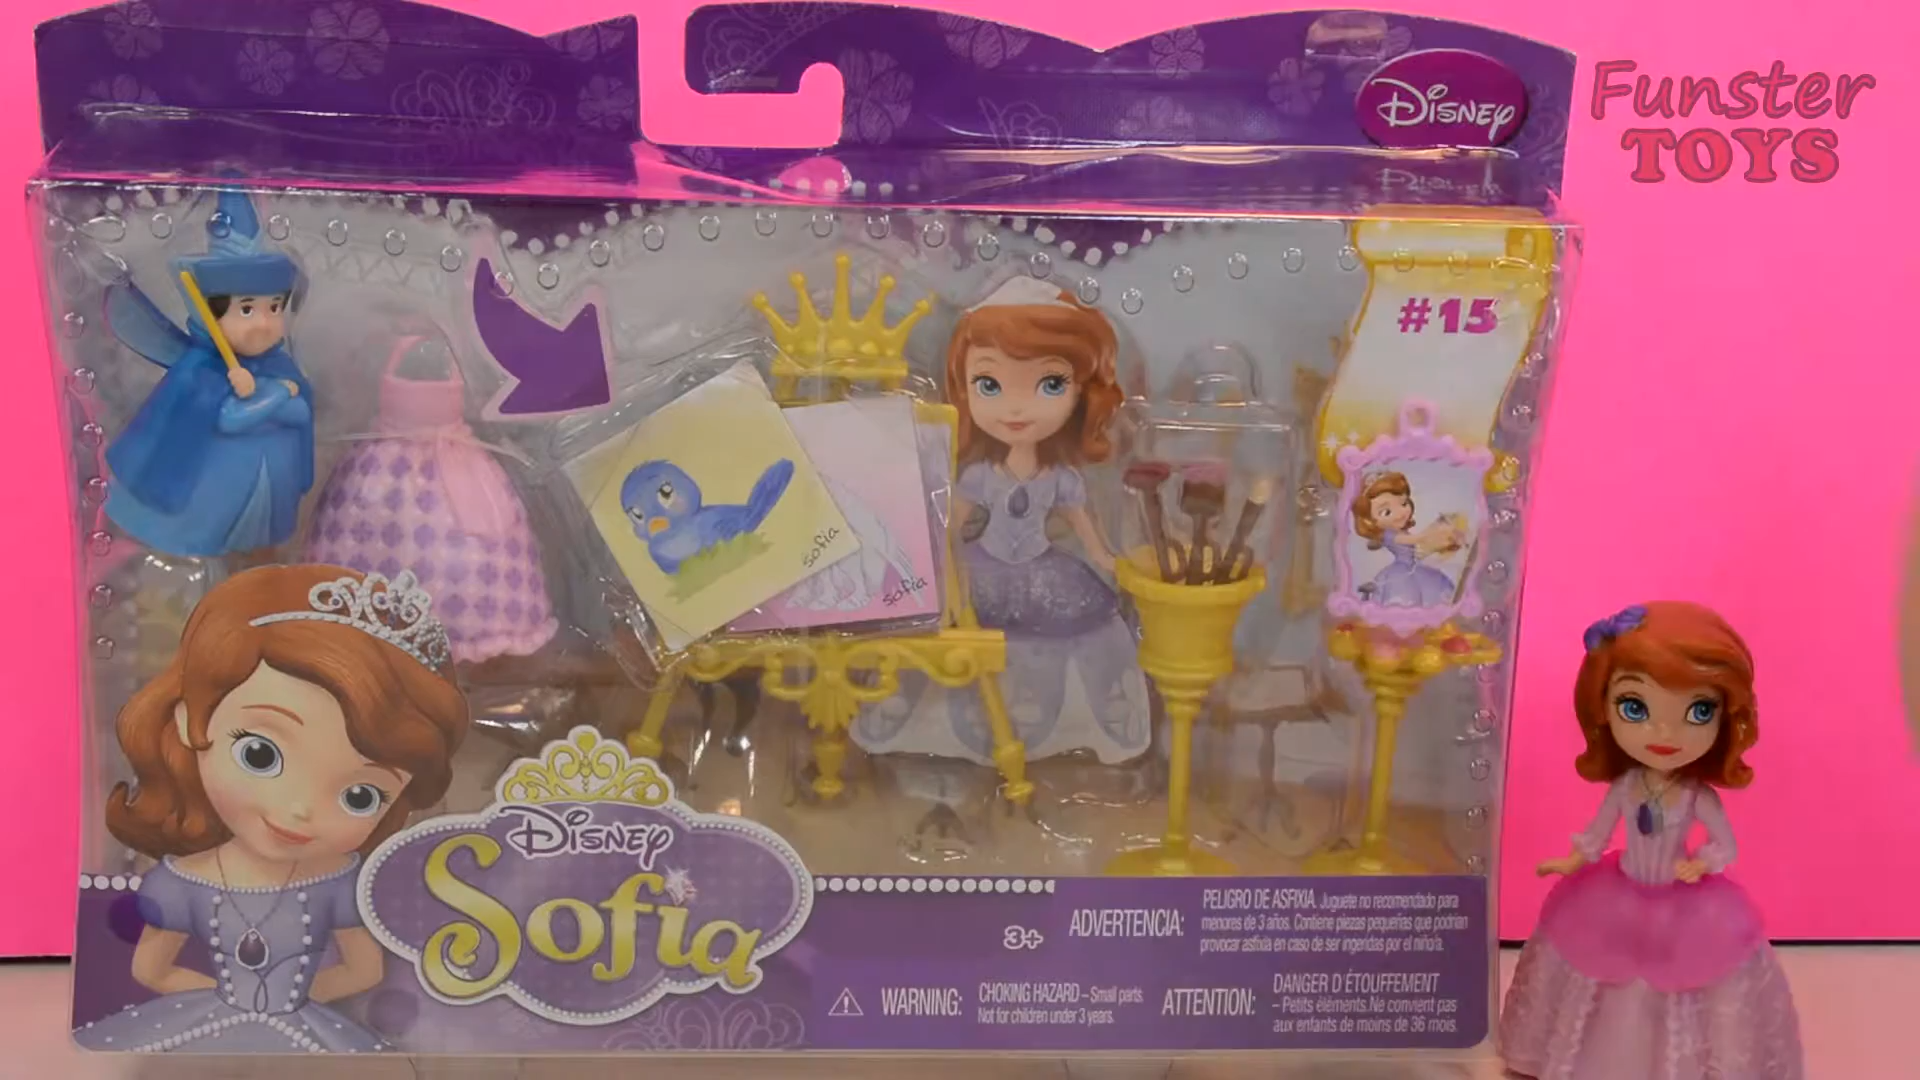 Disney
Funster
TOYS
#15
sofia
sofia
Disney
Sofia
3+
ADVERTENCIA:
PELIGRO DE ASFIXIA. Juguete no recomendado para
menores de 3 años. Contiene piezas pequeñas que podrían
provocar asfixia en caso de ser ingeridas por el niño/a.
WARNING:
CHOKING HAZARD – Small parts.
Not for children under 3 years.
ATTENTION:
DANGER D'ÉTOUFFEMENT
– Petits éléments.Ne convient pas
aux enfants de moins de 36 mois.